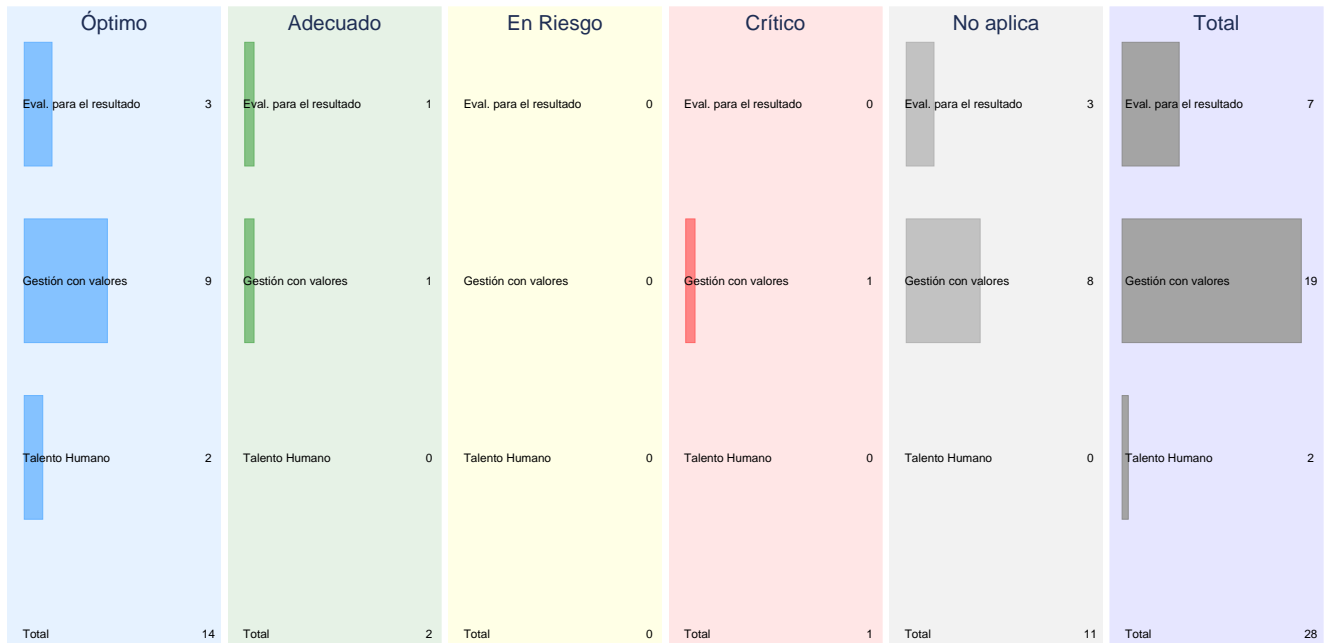 Óptimo Adecuado En Riesgo Crítico No aplica Total
Eval. para el resultado 3 Eval. para el resultado 1 Eval. para el resultado 0 Eval. para el resultado 0 Eval. para el resultado 3 Eval. para el resultado 7
Gestión con valores 9 Gestión con valores 1 Gestión con valores 0 Gestión con valores 1 Gestión con valores 8 Gestión con valores 19
Talento Humano 2 Talento Humano 0 Talento Humano 0 Talento Humano 0 Talento Humano 0 Talento Humano 2
Total 14 Total 2 Total 0 Total 1 Total 11 Total 28